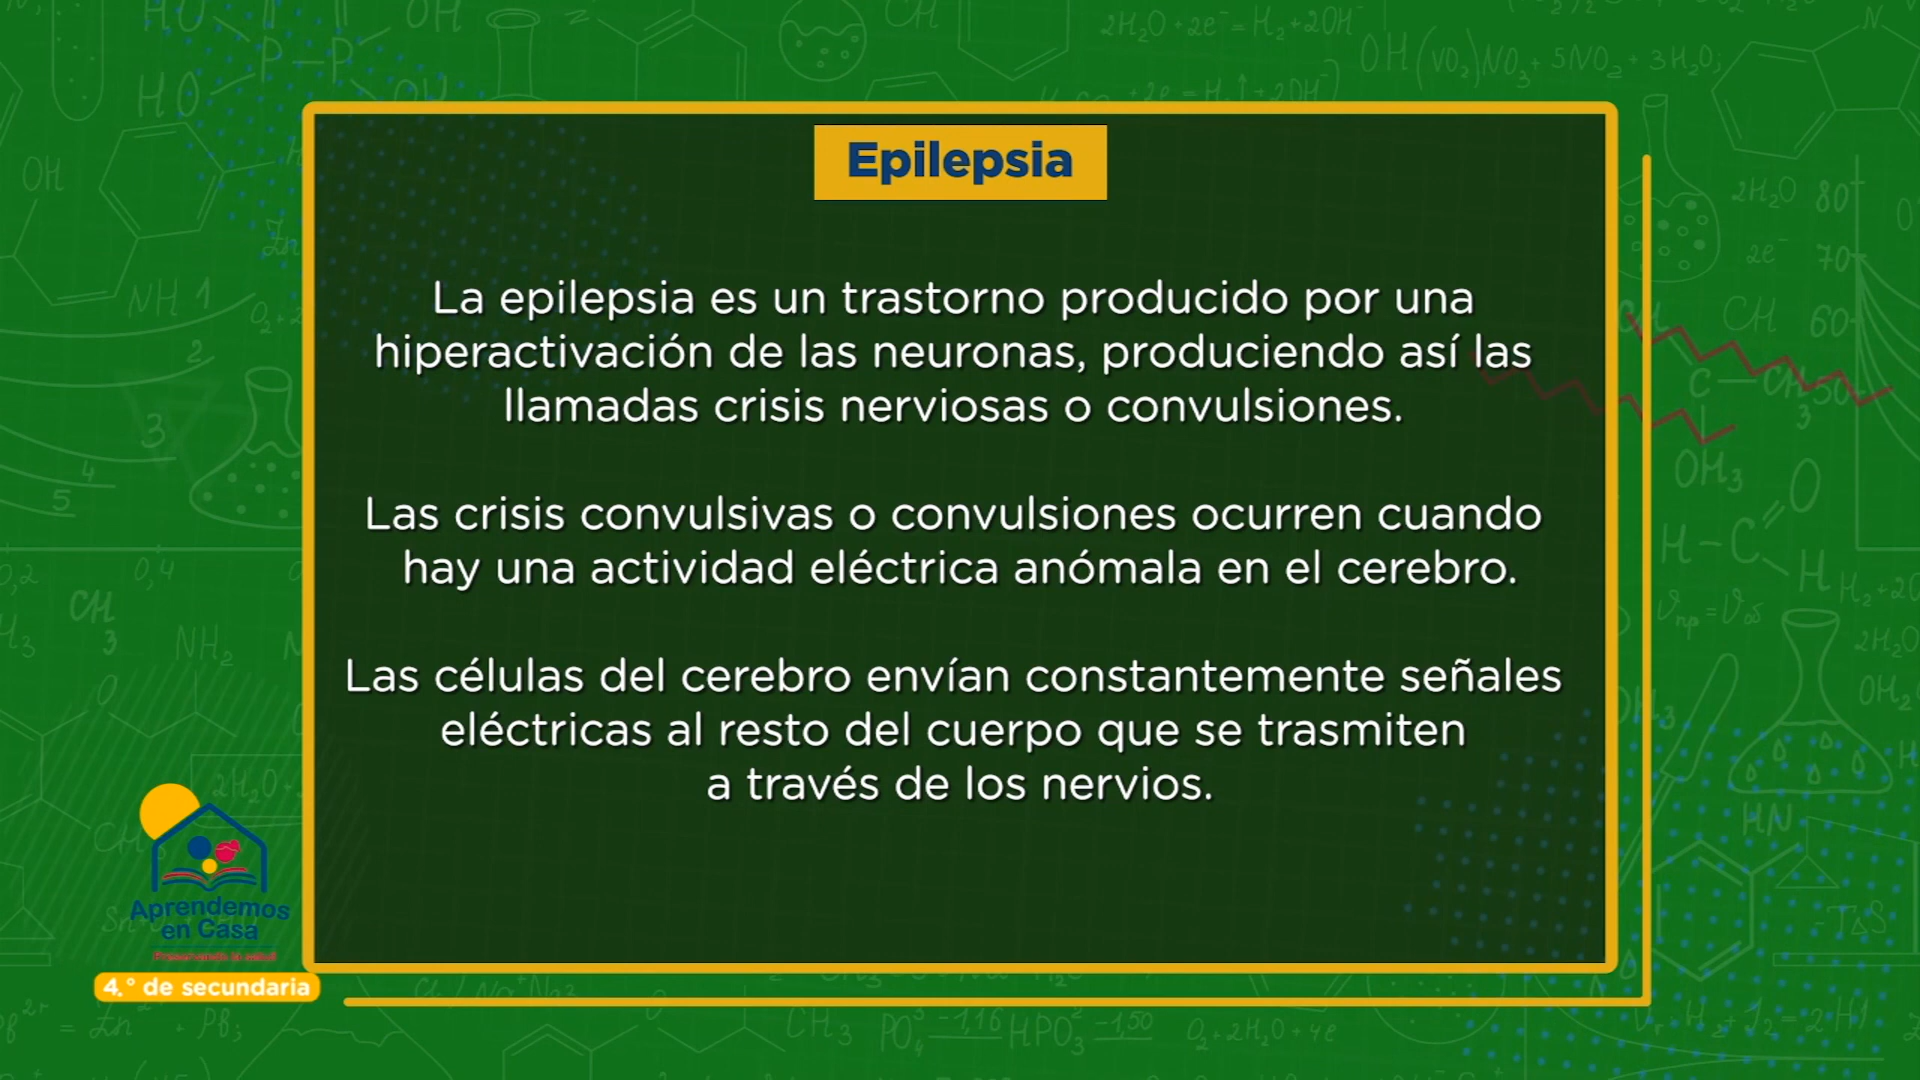 Epilepsia
La epilepsia es un trastorno producido por una
hiperactivación de las neuronas, produciendo así las
llamadas crisis nerviosas o convulsiones.
Las crisis convulsivas o convulsiones ocurren cuando
hay una actividad eléctrica anómala en el cerebro.
Las células del cerebro envían constantemente señales
eléctricas al resto del cuerpo que se trasmiten
a través de los nervios.
Aprendemos
en Casa
Preservando la salud
4.° de secundaria